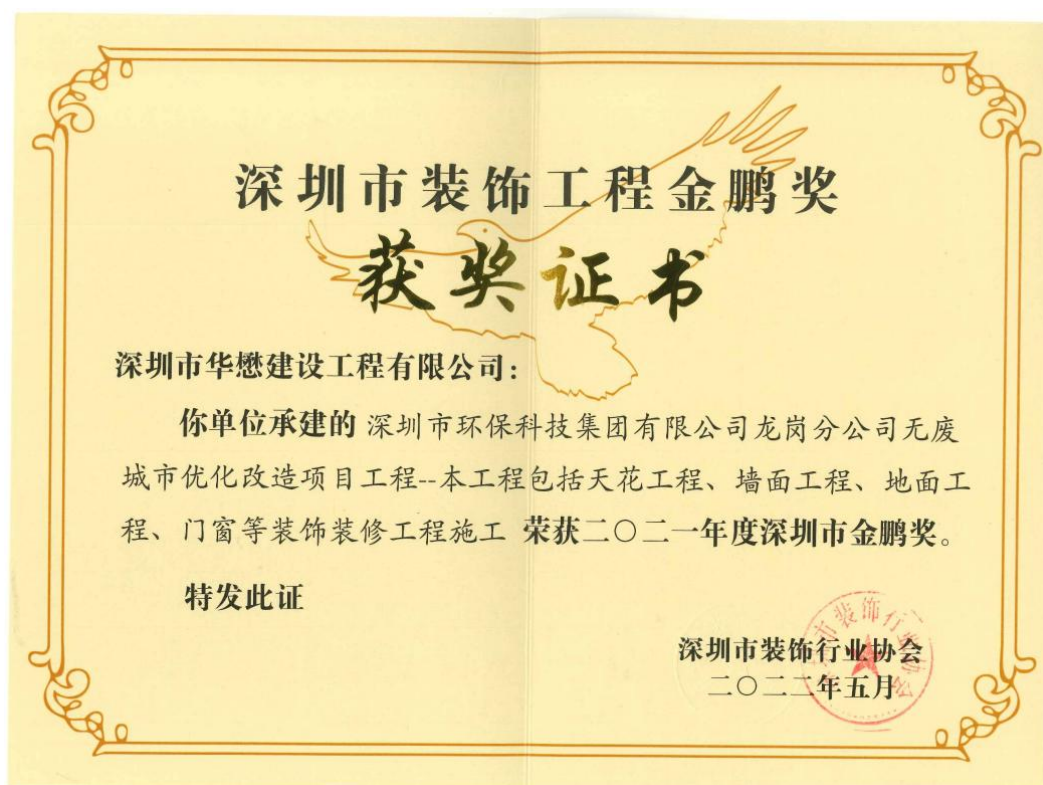 深圳市装饰工程金鹏奖
获奖证书
深圳市华懋建设工程有限公司：
你单位承建的 深圳市环保科技集团有限公司龙岗分公司无废
城市优化改造项目工程--本工程包括天花工程、墙面工程、地面工
程、门窗等装饰装修工程施工 荣获二〇二一年度深圳市金鹏奖。
特发此证
深圳市装饰行业协会
二〇二二年五月